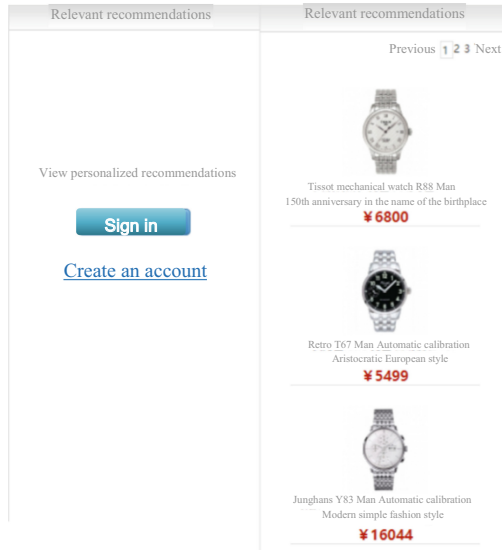 Relevant recommendations
View personalized recommendations
Sign in
Create an account
Relevant recommendations
Previous 1 2 3 Next
Tissot mechanical watch R88 Man
150th anniversary in the name of the birthplace
¥6800
Retro T67 Man Automatic calibration
Aristocratic European style
¥5499
Junghans Y83 Man Automatic calibration
Modern simple fashion style
¥16044